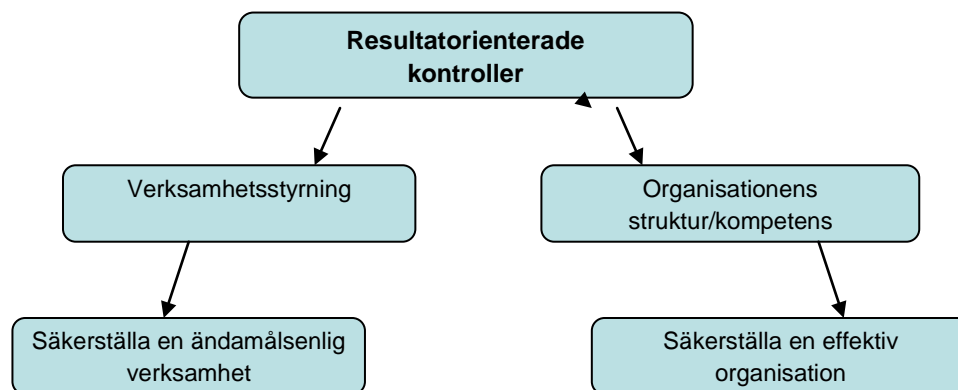 Resultatorienterade
kontroller
Verksamhetsstyrning
Organisationens
struktur/kompetens
Säkerställa en ändamålsenlig
verksamhet
Säkerställa en effektiv
organisation